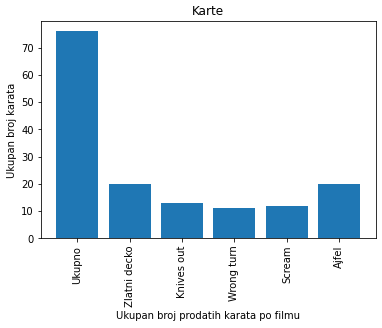 Karte
Ukupan broj karata
70
60
50
40
30
20
10
0
Ukupno
Zlatni decko
Knives out
Wrong turn
Scream
Ajfel
Ukupan broj prodatih karata po filmu